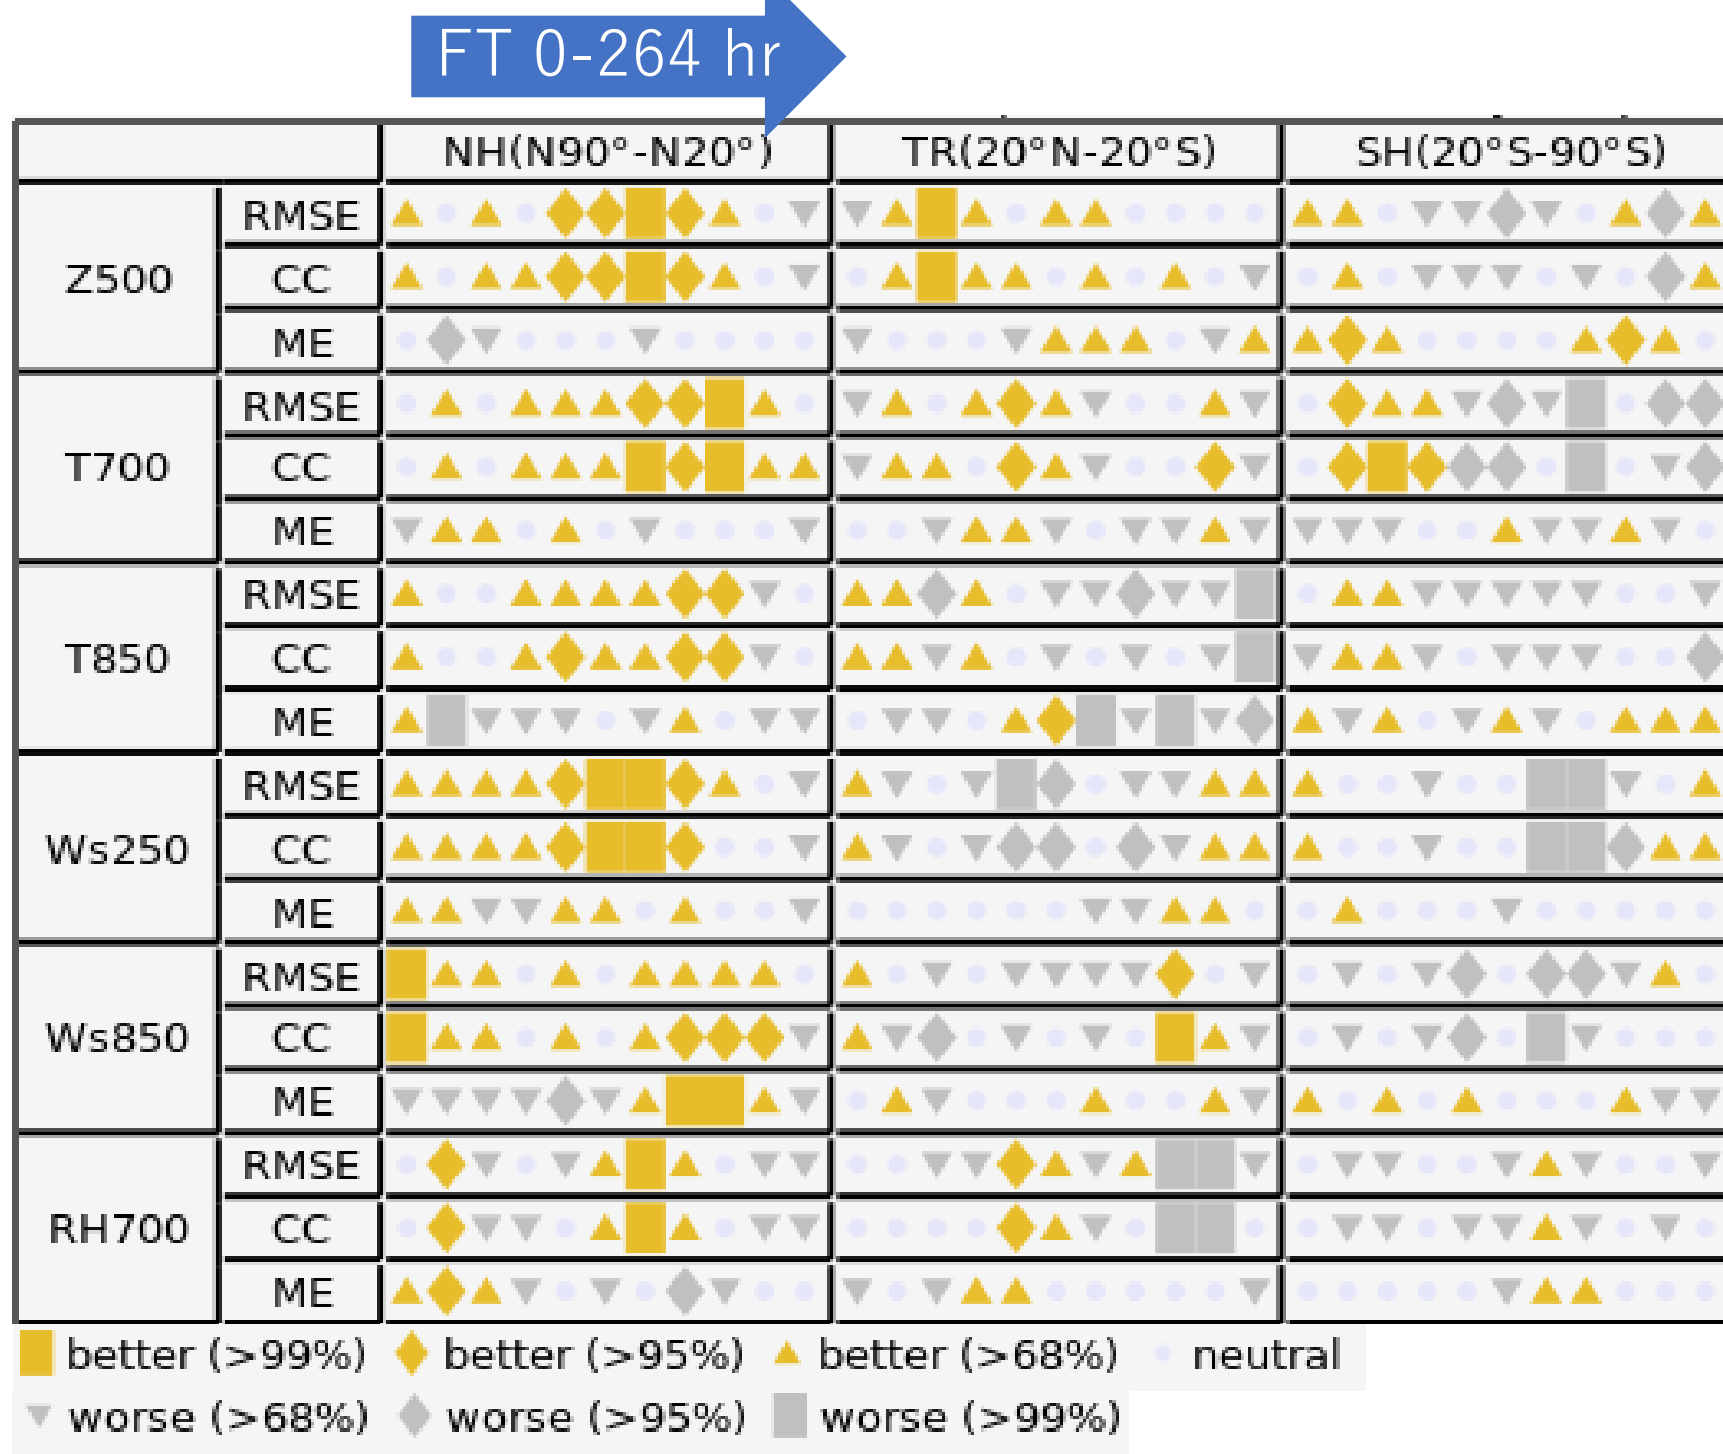 FT 0-264 hr
NH(N90°-N20°) TR(20°N-20°S) SH(20°S-90°S)
Z500
RMSE
CC
ME
T700
RMSE
CC
ME
T850
RMSE
CC
ME
Ws250
RMSE
CC
ME
Ws850
RMSE
CC
ME
RH700
RMSE
CC
ME
better (>99%) better (>95%) better (>68%) neutral
worse (>68%) worse (>95%) worse (>99%)